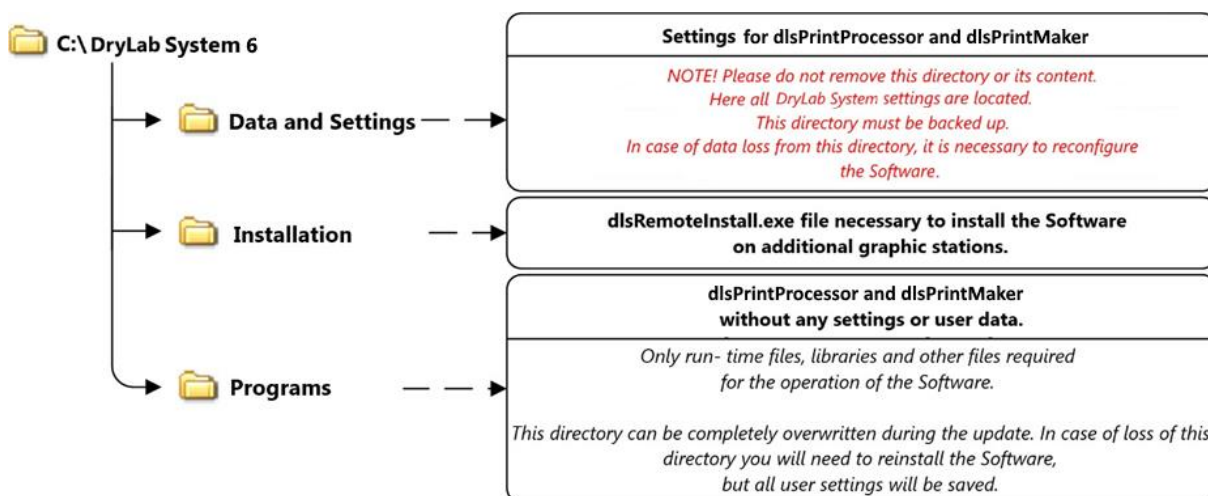 C:\ DryLab System 6
Data and Settings
Settings for dlsPrintProcessor and dlsPrintMaker
NOTE! Please do not remove this directory or its content.
Here all DryLab System settings are located.
This directory must be backed up.
In case of data loss from this directory, it is necessary to reconfigure
the Software.
Installation
dlsRemoteInstall.exe file necessary to install the Software
on additional graphic stations.
Programs
dlsPrintProcessor and dlsPrintMaker
without any settings or user data.
Only run- time files, libraries and other files required
for the operation of the Software.
This directory can be completely overwritten during the update. In case of loss of this
directory you will need to reinstall the Software,
but all user settings will be saved.